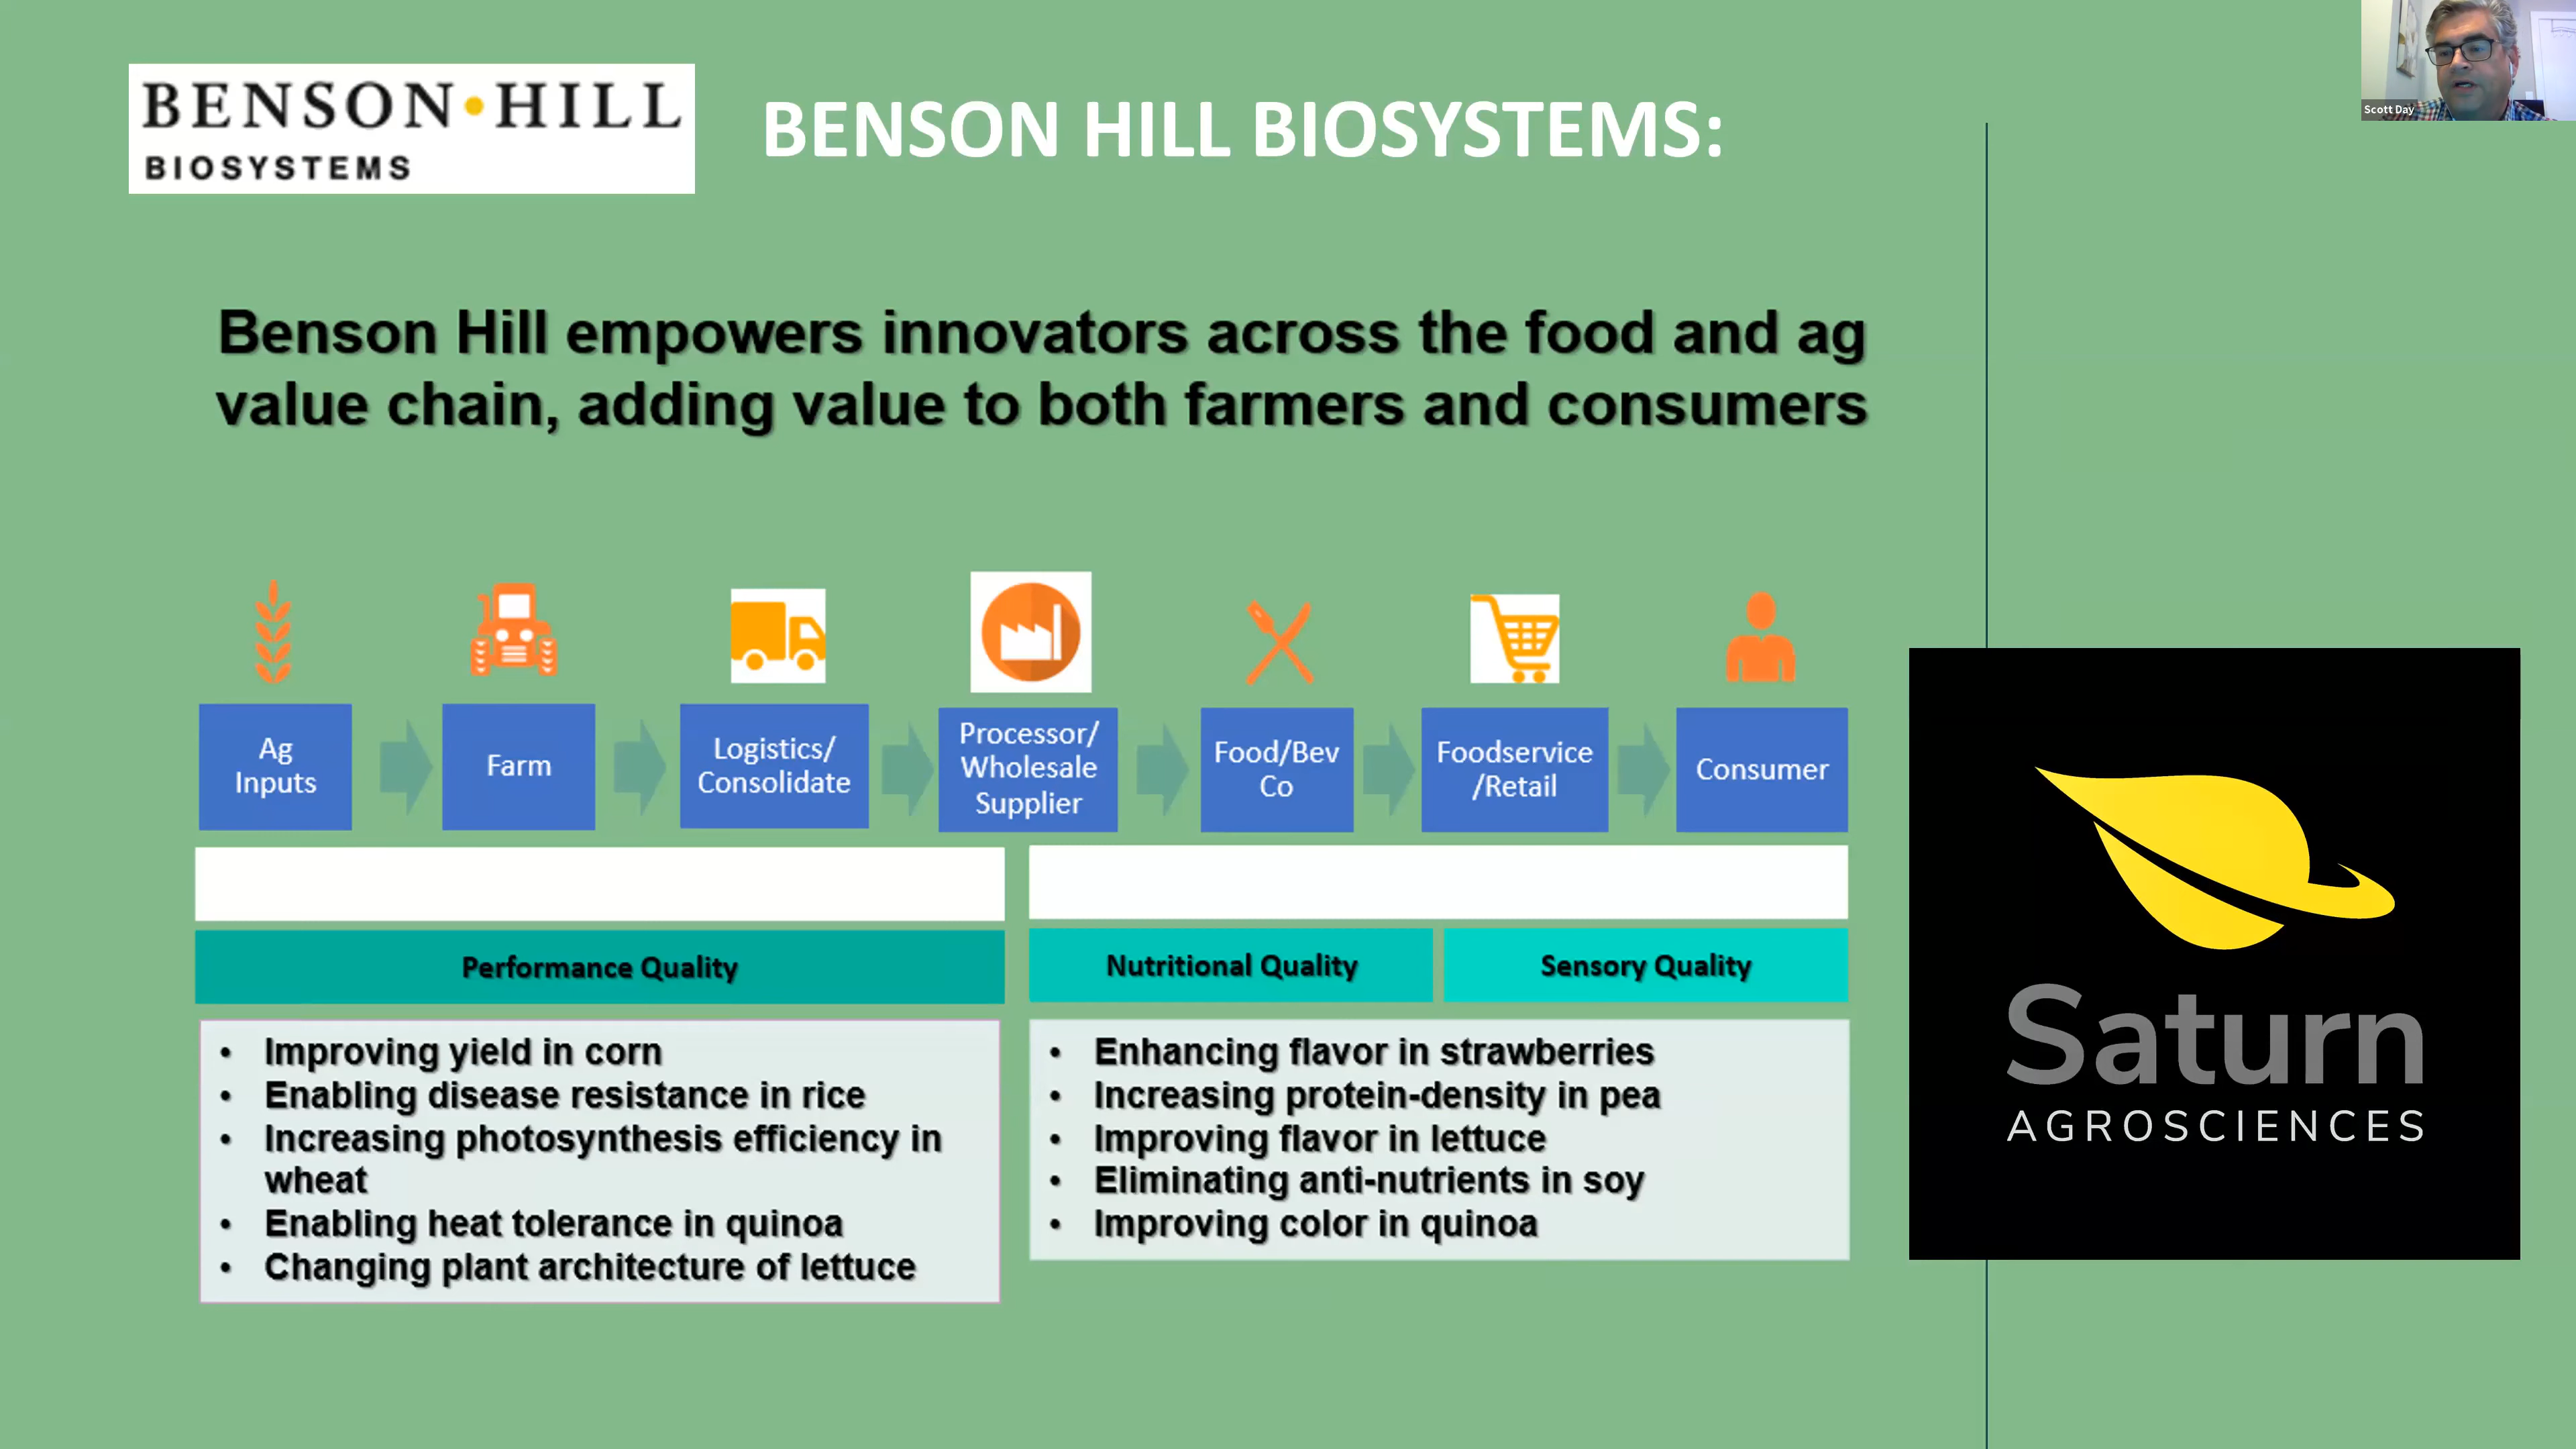 BENSON•HILL
BIOSYSTEMS
BENSON HILL BIOSYSTEMS:
Scott Day
Benson Hill empowers innovators across the food and ag
value chain, adding value to both farmers and consumers
Ag
Inputs
Farm
Logistics/
Consolidate
Processor/
Wholesale
Supplier
Food/Bev
Co
Foodservice
/Retail
Consumer
Performance Quality
Nutritional Quality
Sensory Quality
• Improving yield in corn
• Enabling disease resistance in rice
• Increasing photosynthesis efficiency in
wheat
• Enabling heat tolerance in quinoa
• Changing plant architecture of lettuce
• Enhancing flavor in strawberries
• Increasing protein-density in pea
• Improving flavor in lettuce
• Eliminating anti-nutrients in soy
• Improving color in quinoa
Saturn
AGROSCIENCES